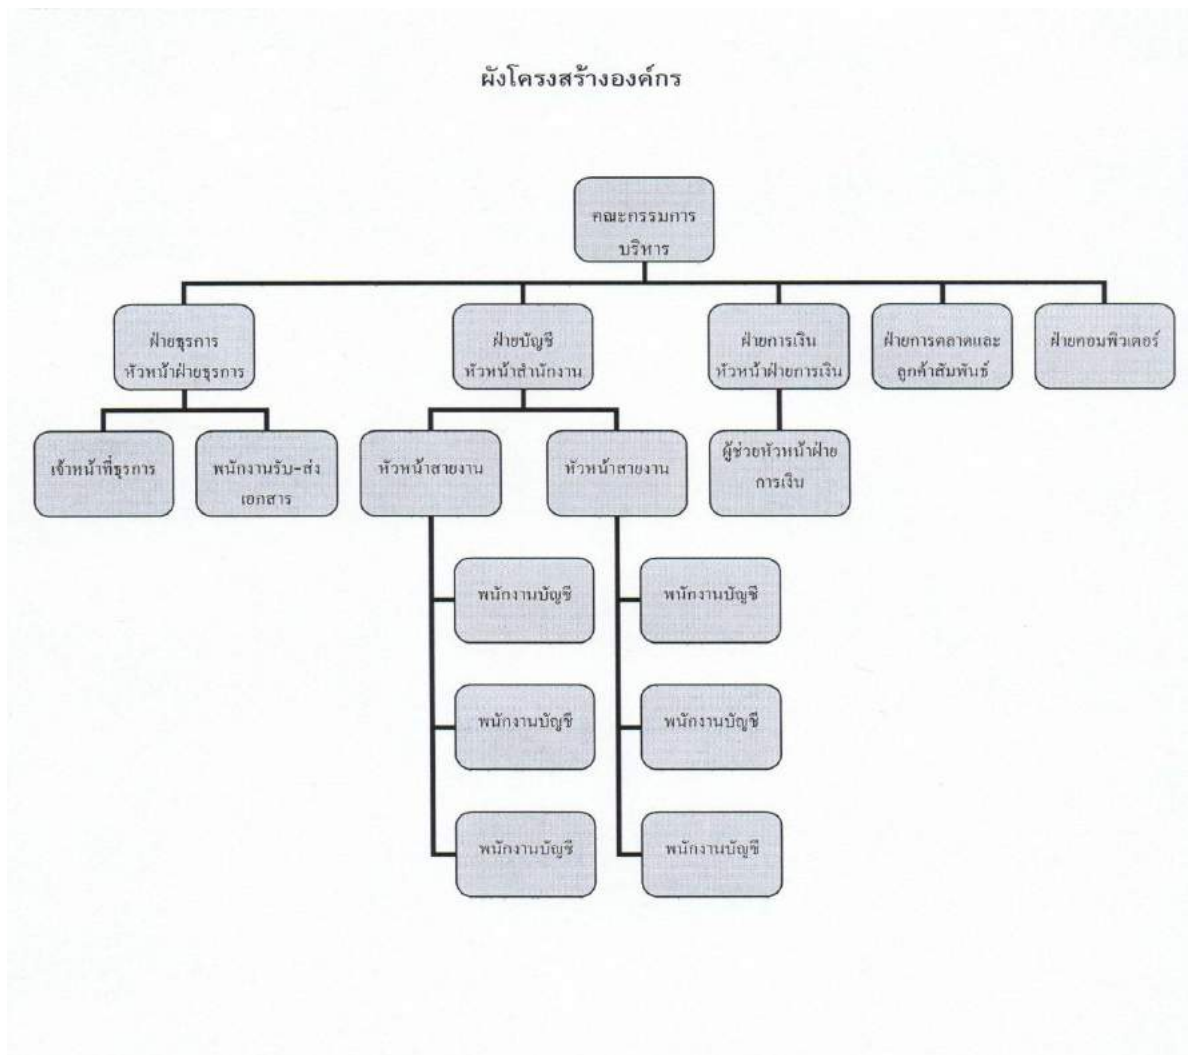 ผังโครงสร้างองค์กร
คณะกรรมการ
บริหาร
ฝ่ายธุรการ
หัวหน้าฝ่ายธุรการ
ฝ่ายบัญชี
หัวหน้าสำนักงาน
ฝ่ายการเงิน
หัวหน้าฝ่ายการเงิน
ฝ่ายการตลาดและ
ลูกค้าสัมพันธ์
ฝ่ายคอมพิวเตอร์
เจ้าหน้าที่ธุรการ
พนักงานรับ-ส่ง
เอกสาร
หัวหน้าสายงาน
หัวหน้าสายงาน
ผู้ช่วยหัวหน้าฝ่าย
การเงิน
พนักงานบัญชี
พนักงานบัญชี
พนักงานบัญชี
พนักงานบัญชี
พนักงานบัญชี
พนักงานบัญชี